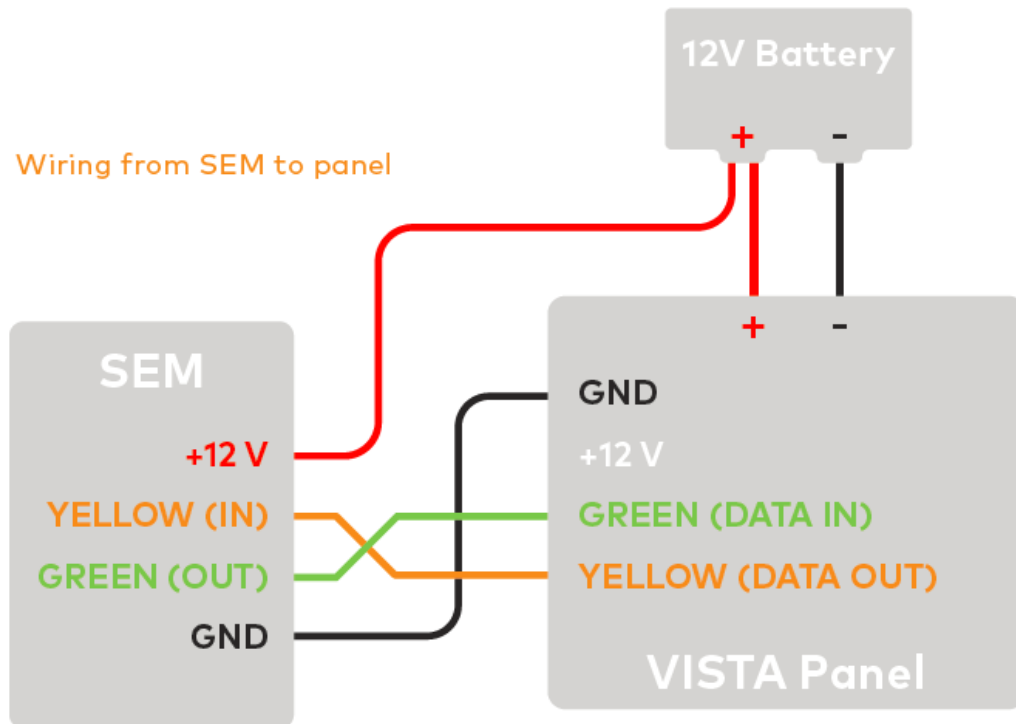 12V Battery
+ -
Wiring from SEM to panel
+ -
SEM
+12 V
YELLOW (IN)
GREEN (OUT)
GND
GND
+12 V
GREEN (DATA IN)
YELLOW (DATA OUT)
VISTA Panel